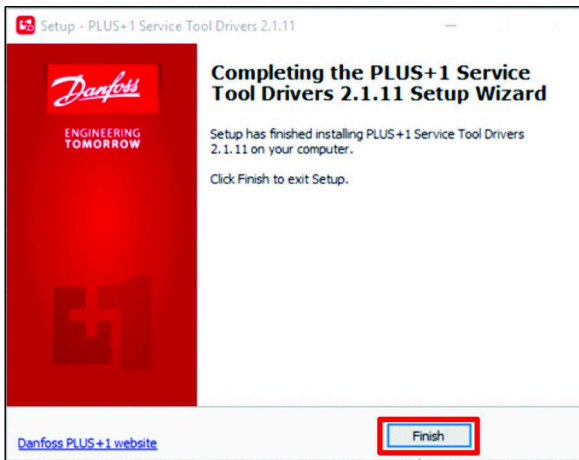 Setup - PLUS+1 Service Tool Drivers 2.1.11
Danfoss
ENGINEERING
TOMORROW
Completing the PLUS+1 Service
Tool Drivers 2.1.11 Setup Wizard
Setup has finished installing PLUS+1 Service Tool Drivers
2.1.11 on your computer.
Click Finish to exit Setup.
+1
Danfoss PLUS+1 website
Finish